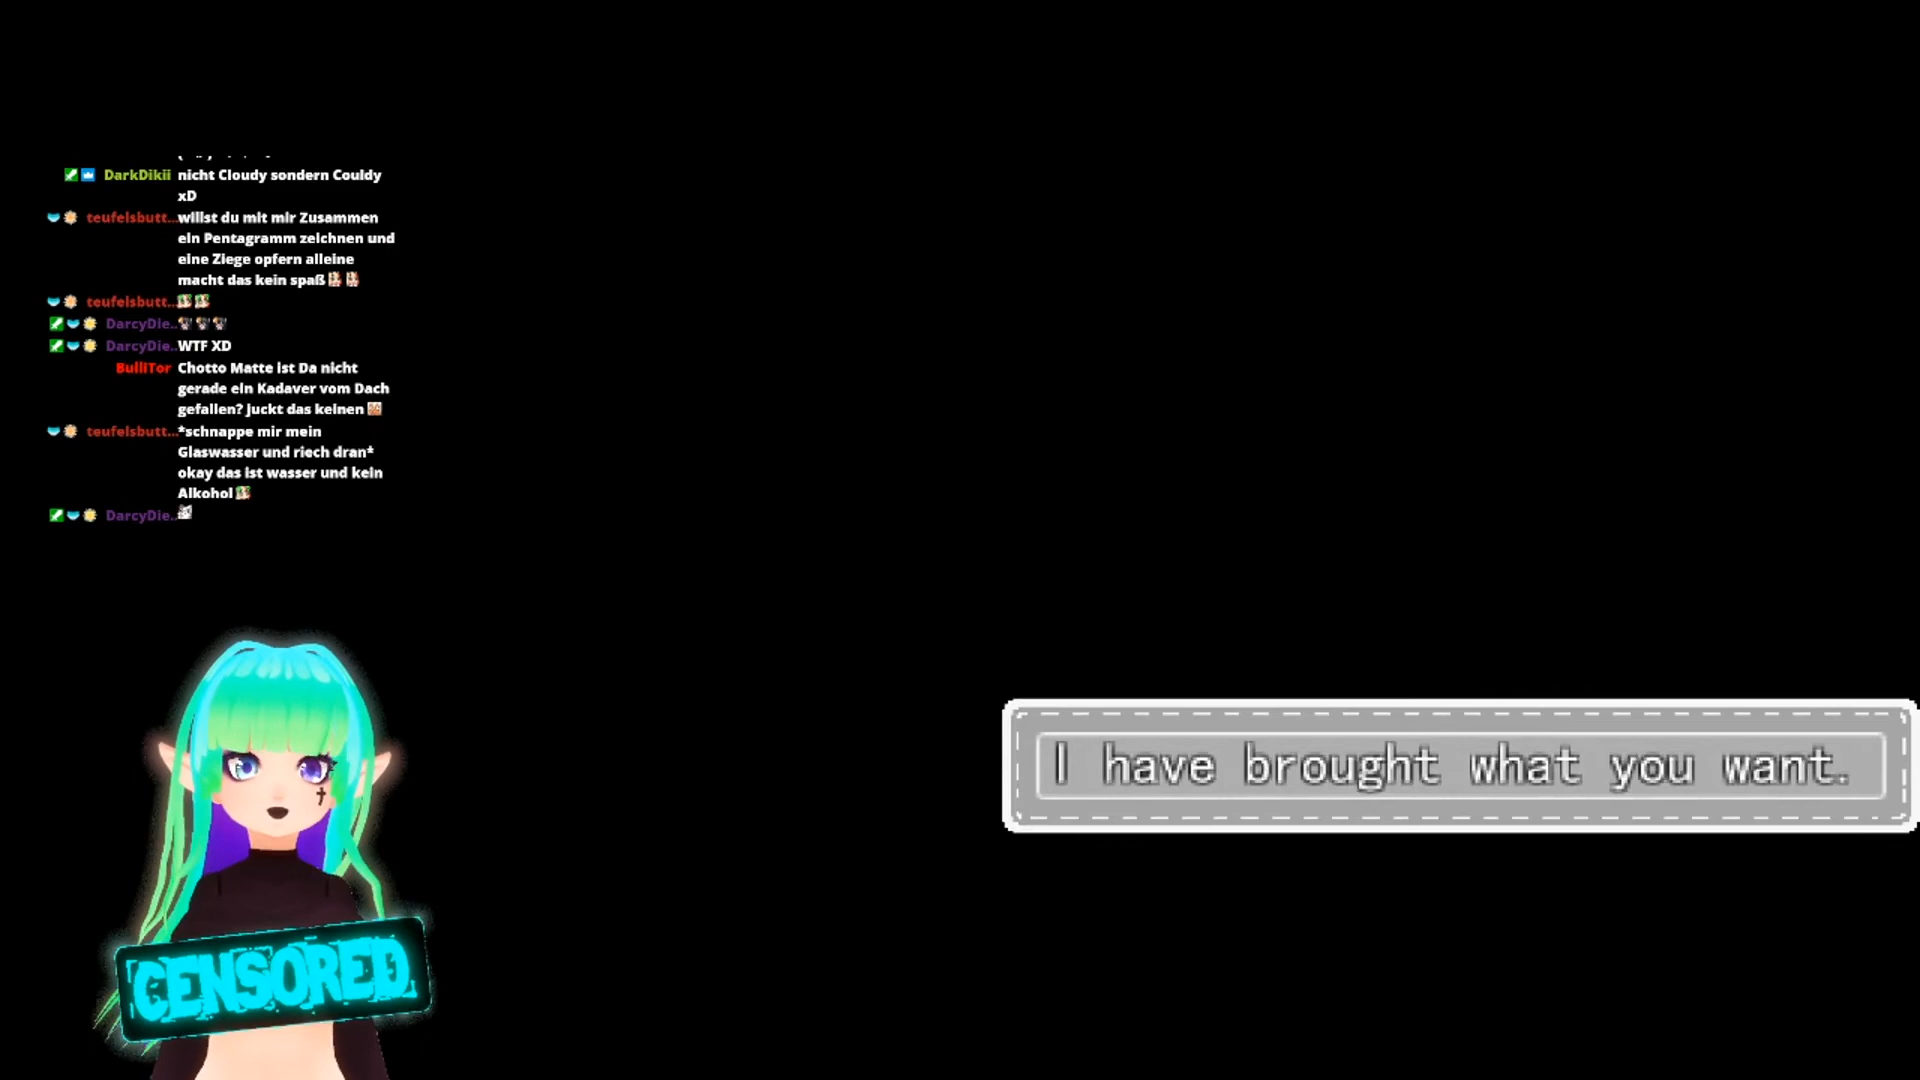 DarkDikii nicht Cloudy sondern Couldy
xD
teufelsbutt... willst du mit mir Zusammen
ein Pentagramm zeichnen und
eine Ziege opfern alleine
macht das kein spaß
teufelsbutt...
DarcyDie..
DarcyDie.. WTF XD
BulliTor Chotto Matte ist Da nicht
gerade ein Kadaver vom Dach
gefallen? Juckt das keinen
teufelsbutt... *schnappe mir mein
Glaswasser und riech dran*
okay das ist wasser und kein
Alkohol
DarcyDie..
I have brought what you want.
CENSORED